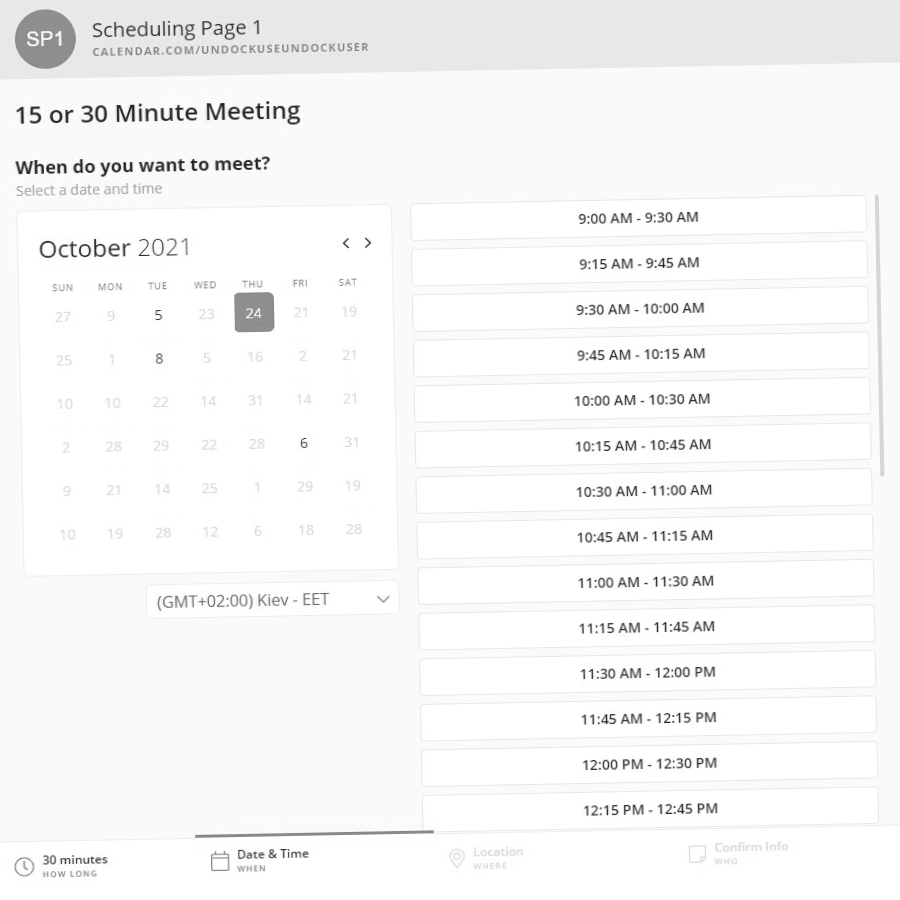 SP1
Scheduling Page 1
CALENDAR.COM/UNDOCKUSEUNDOCKUSER
15 or 30 Minute Meeting
When do you want to meet?
Select a date and time
October 2021
SUN MON TUE WED THU FRI SAT
27 9 5 23 24 21 19
25 1 8 5 16 2 21
10 10 22 14 31 14 21
2 28 29 22 28 6 31
9 21 14 25 1 29 19
10 19 28 12 6 18 28
(GMT+02:00) Kiev - EET
9:00 AM - 9:30 AM
9:15 AM - 9:45 AM
9:30 AM - 10:00 AM
9:45 AM - 10:15 AM
10:00 AM - 10:30 AM
10:15 AM - 10:45 AM
10:30 AM - 11:00 AM
10:45 AM - 11:15 AM
11:00 AM - 11:30 AM
11:15 AM - 11:45 AM
11:30 AM - 12:00 PM
11:45 AM - 12:15 PM
12:00 PM - 12:30 PM
12:15 PM - 12:45 PM
30 minutes
HOW LONG
Date & Time
WHEN
Location
WHERE
Confirm Info
WHO